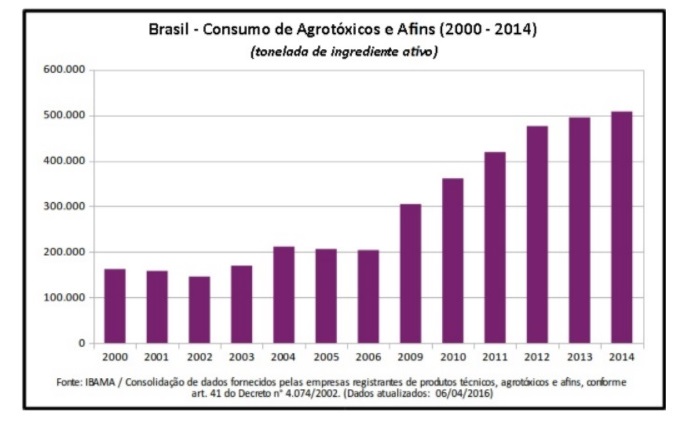 Brasil - Consumo de Agrotóxicos e Afins (2000 - 2014)
(tonelada de ingrediente ativo)
600.000
500.000
400.000
300.000
200.000
100.000
0
2000 2001 2002 2003 2004 2005 2006 2009 2010 2011 2012 2013 2014
Fonte: IBAMA / Consolidação de dados fornecidos pelas empresas registrantes de produtos técnicos, agrotóxicos e afins, conforme
art. 41 do Decreto n° 4.074/2002. (Dados atualizados: 06/04/2016)